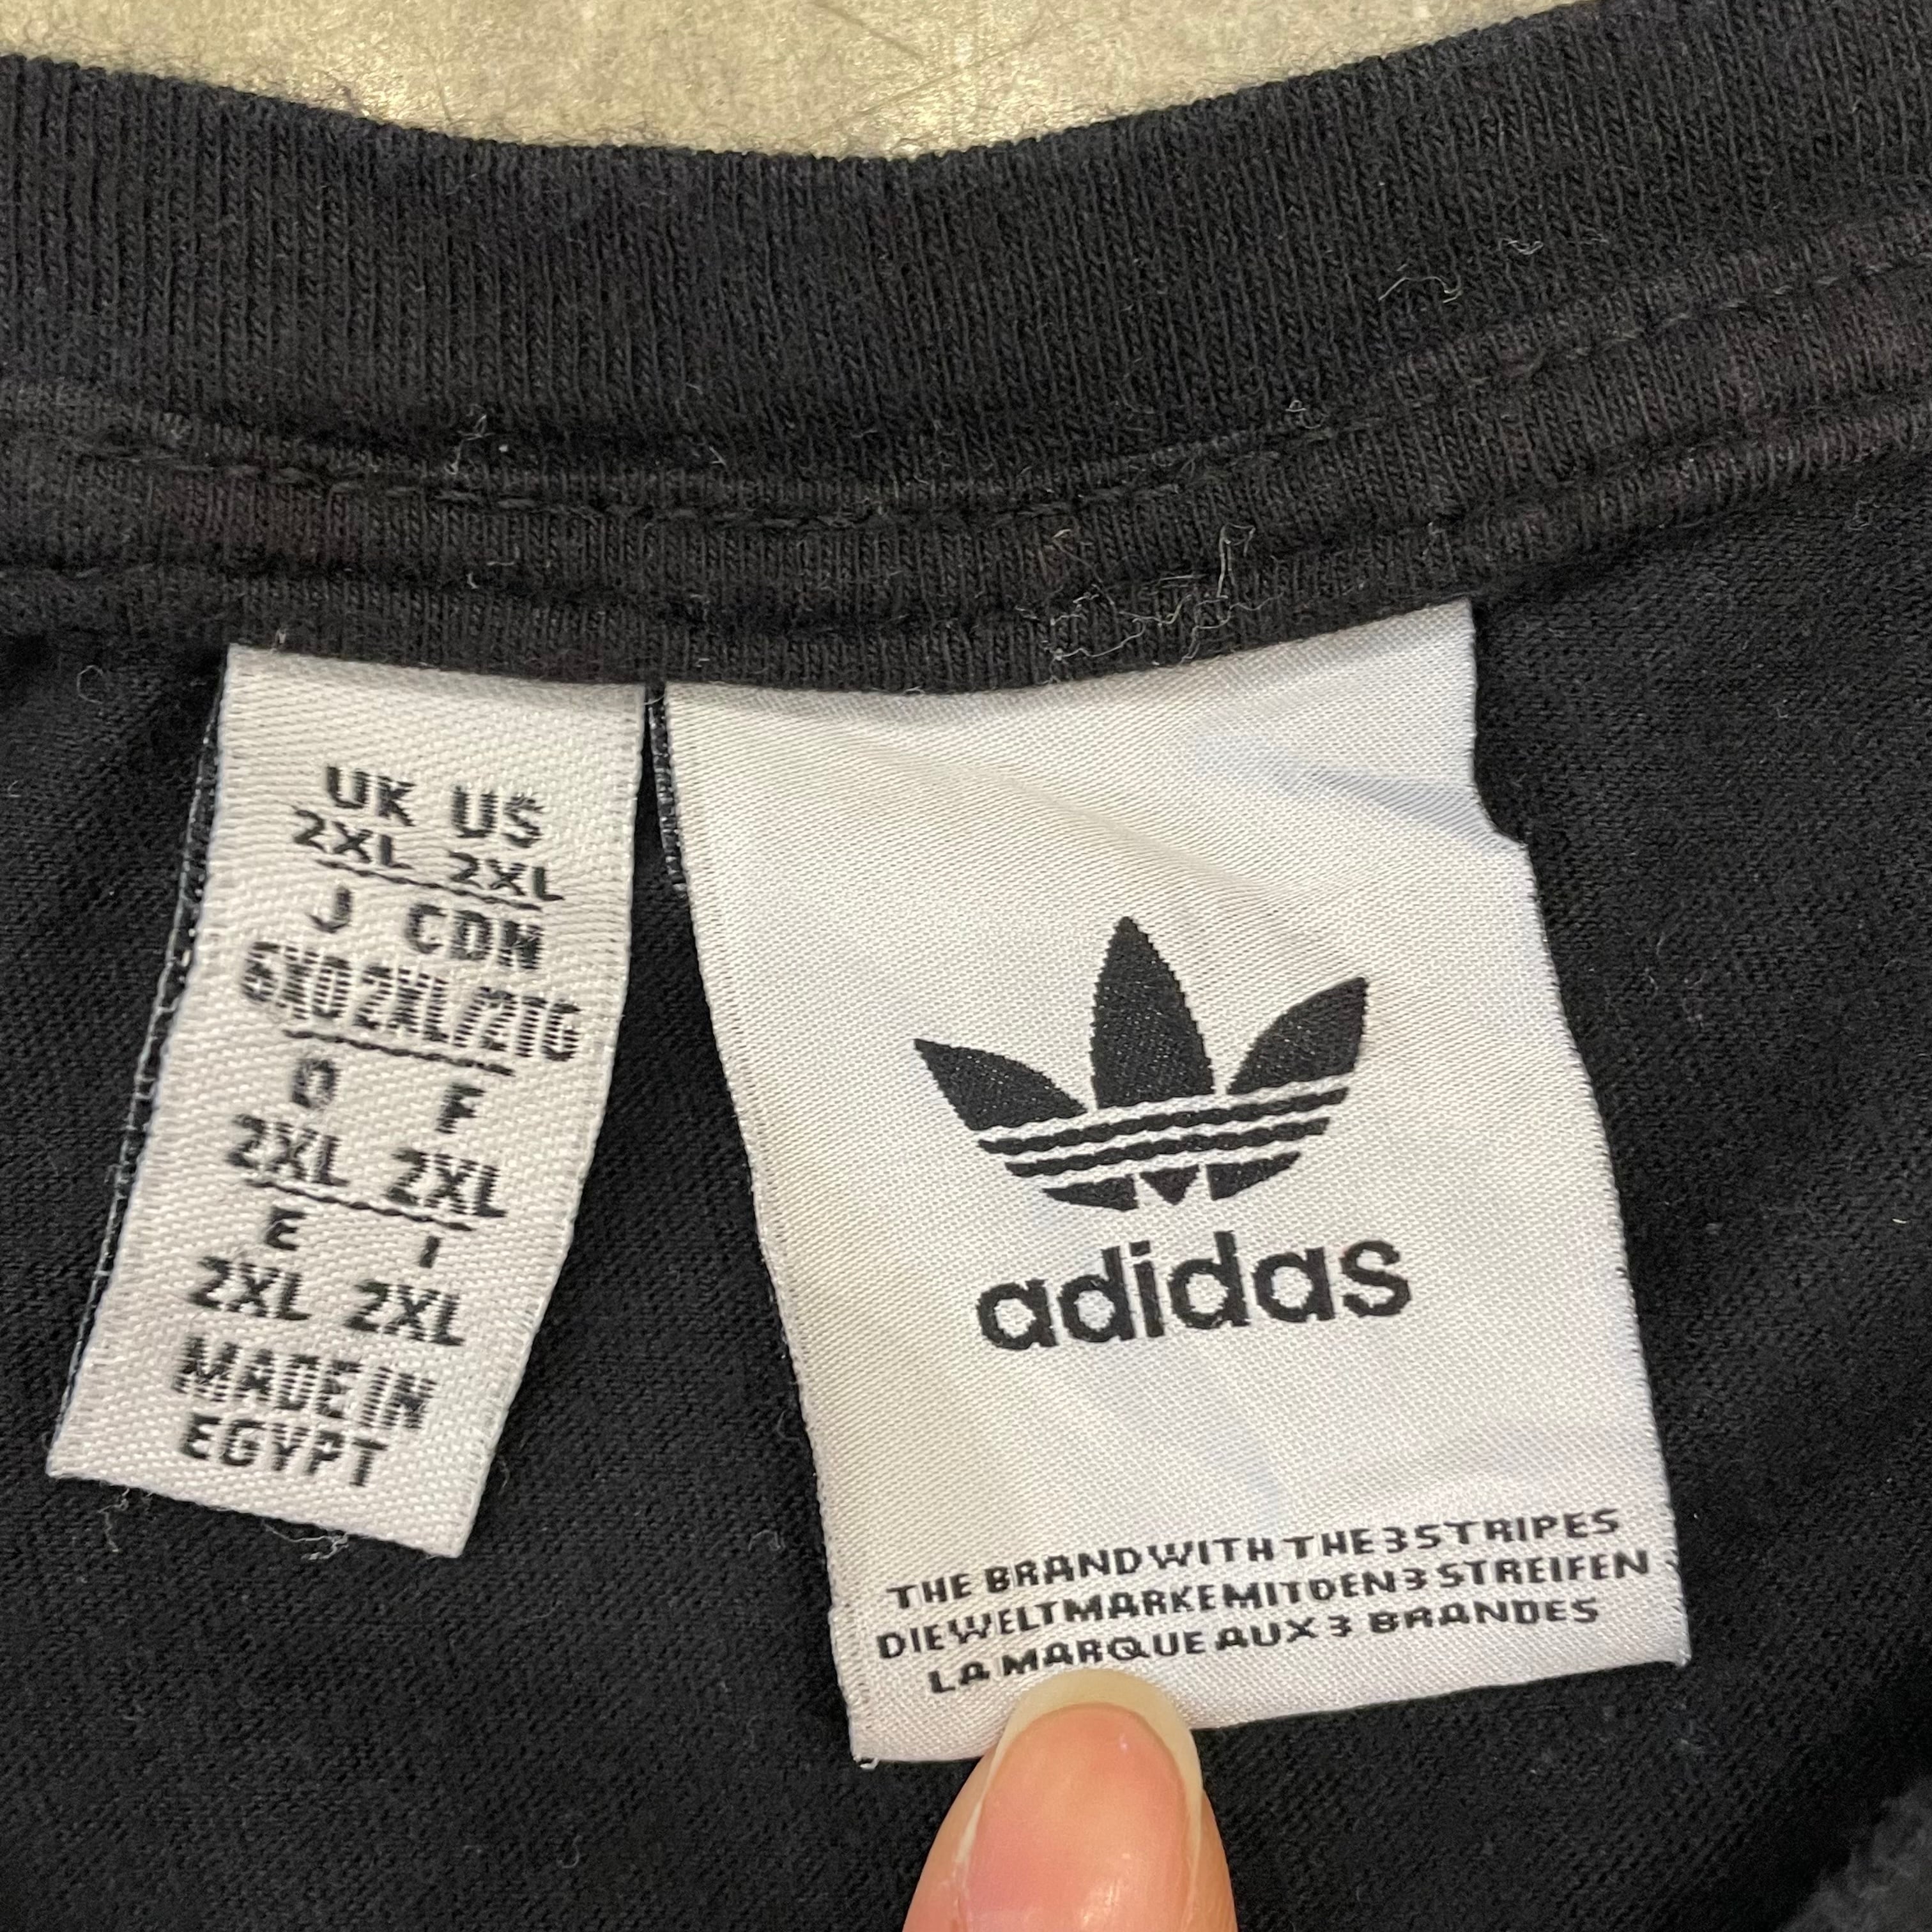 UK US
2XL 2XL
J CDN
6XO 2XL/2TG
D F
2XL 2XL
E I
2XL 2XL
MADE IN
EGYPT
adidas
THE BRAND WITH THE 3 STRIPES
DIE WELTMARKE MIT DEN 3 STREIFEN
LA MARQUE AUX 3 BRANDES